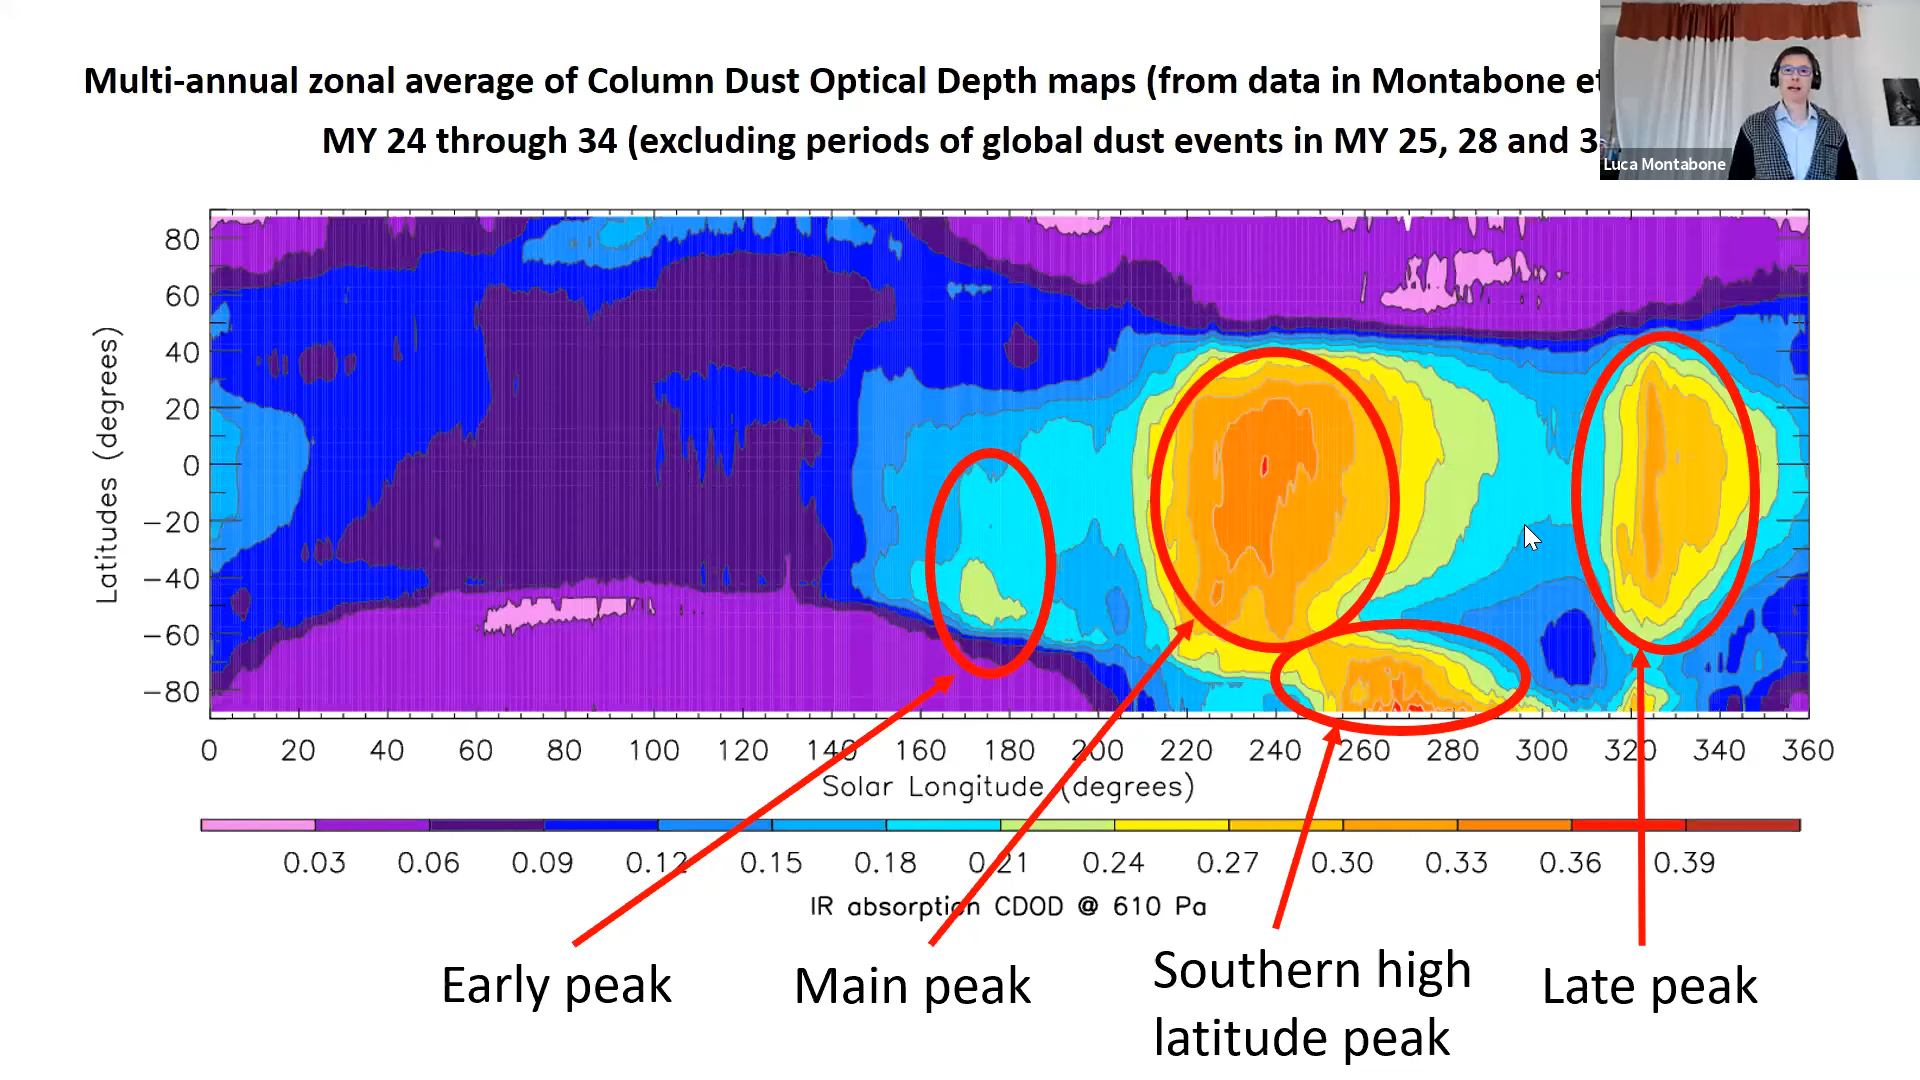 Multi-annual zonal average of Column Dust Optical Depth maps (from data in Montabone
MY 24 through 34 (excluding periods of global dust events in MY 25, 28 and
Luca Montabone
80
60
40
20
0
−20
−40
−60
−80
Latitudes (degrees)
0 20 40 60 80 100 120 140 160 180 200 220 240 260 280 300 320 340 360
Solar Longitude (degrees)
0.03 0.06 0.09 0.12 0.15 0.18 0.21 0.24 0.27 0.30 0.33 0.36 0.39
IR absorption CDOD @ 610 Pa
Early peak
Main peak
Southern high
latitude peak
Late peak